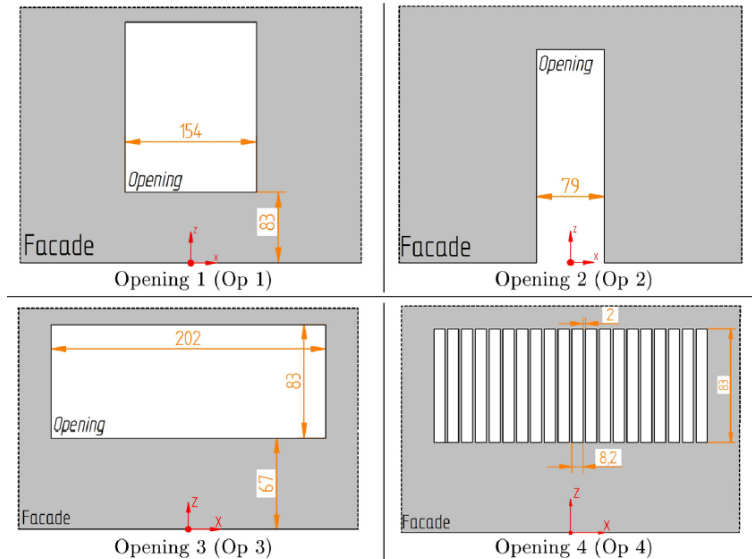 154
Opening
83
Facade
z
x
Opening 1 (Op 1)
Opening
79
Facade
z
x
Opening 2 (Op 2)
202
83
Opening
67
Z
X
Facade
Opening 3 (Op 3)
2
83
8,2
Z
X
Facade
Opening 4 (Op 4)